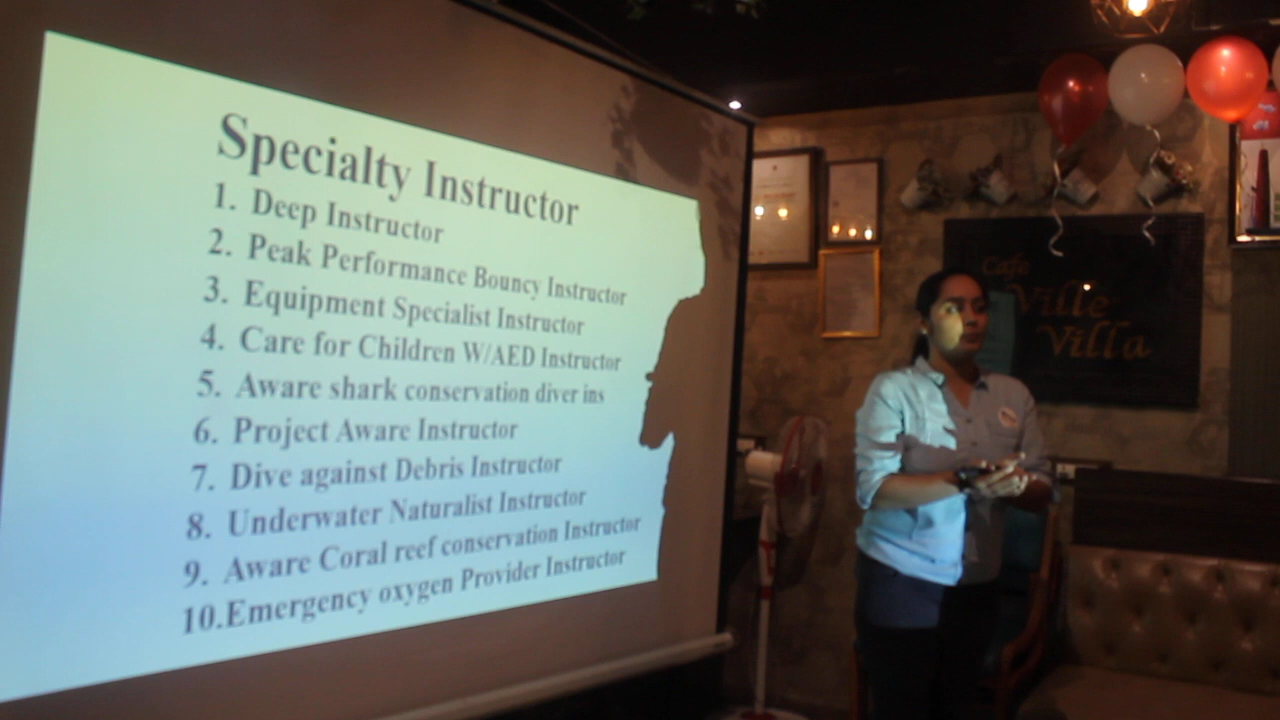 Specialty Instructor
1. Deep Instructor
2. Peak Performance Bouncy Instructor
3. Equipment Specialist Instructor
4. Care for Children W/AED Instructor
5. Aware shark conservation diver ins
6. Project Aware Instructor
7. Dive against Debris Instructor
8. Underwater Naturalist Instructor
9. Aware Coral reef conservation Instructor
10.Emergency oxygen Provider Instructor
Cafe
Ville
Villa